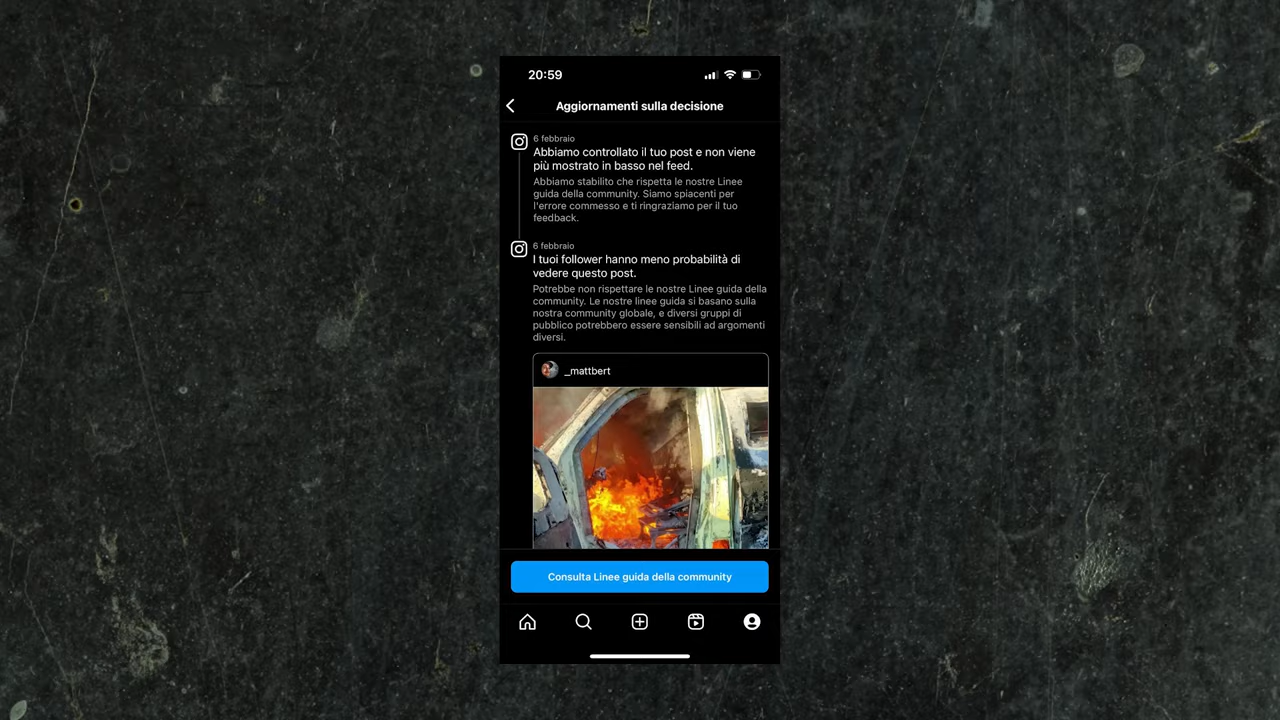 20:59
Aggiornamenti sulla decisione
6 febbraio
Abbiamo controllato il tuo post e non viene
più mostrato in basso nel feed.
Abbiamo stabilito che rispetta le nostre Linee
guida della community. Siamo spiacenti per
l'errore commesso e ti ringraziamo per il tuo
feedback.
6 febbraio
I tuoi follower hanno meno probabilità di
vedere questo post.
Potrebbe non rispettare le nostre Linee guida della
community. Le nostre linee guida si basano sulla
nostra community globale, e diversi gruppi di
pubblico potrebbero essere sensibili ad argomenti
diversi.
_mattbert
Consulta Linee guida della community